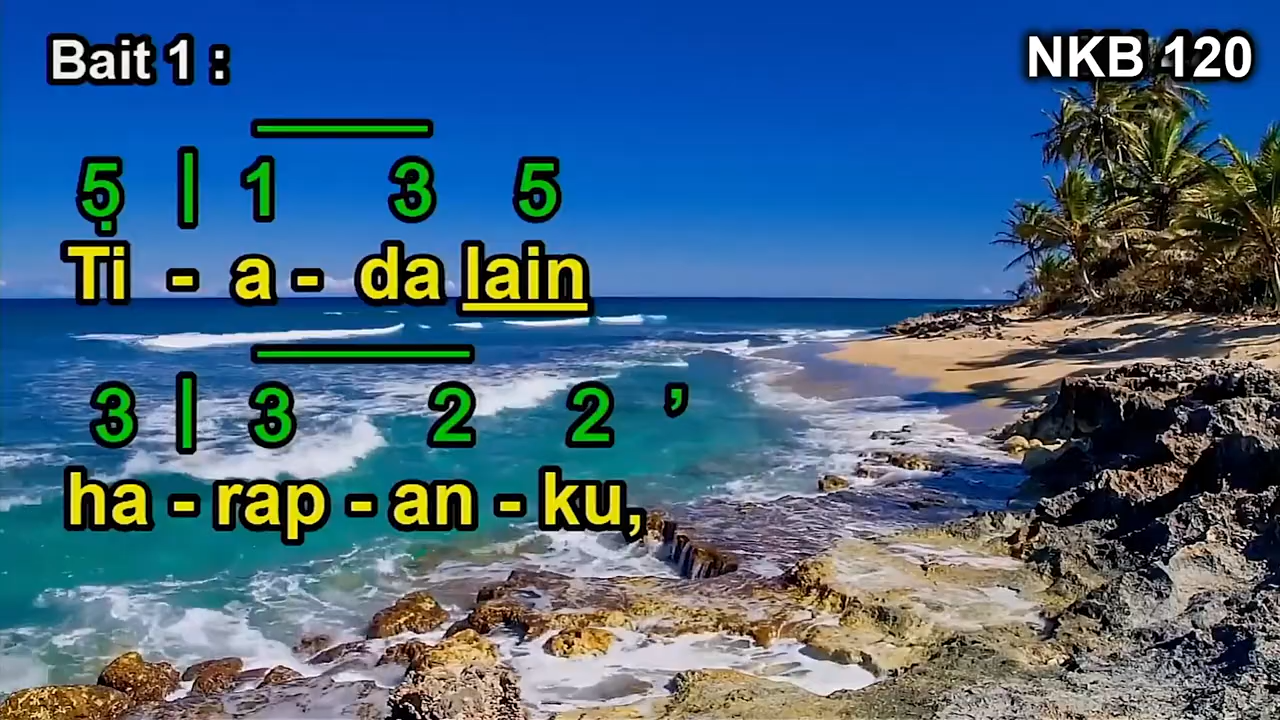 Bait 1 :
NKB 120
5̣ | 1 3 5
Ti - a - da lain
3 | 3 2 2 ’
ha - rap - an - ku,